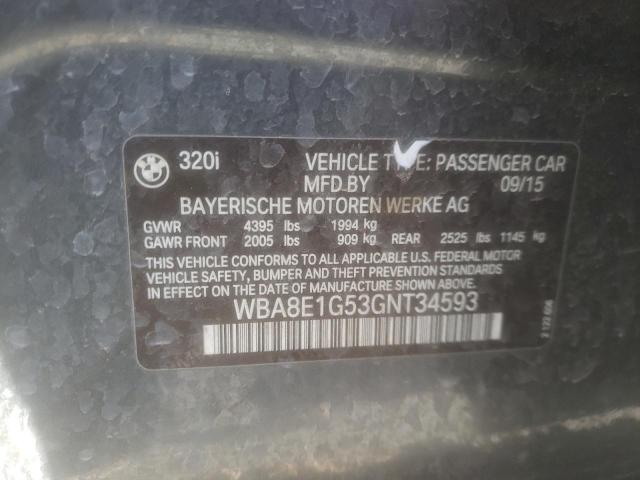 BMW
320i VEHICLE TYPE: PASSENGER CAR
MFD BY 09/15
BAYERISCHE MOTOREN WERKE AG
GVWR 4395 lbs 1994 kg
GAWR FRONT 2005 lbs 909 kg REAR 2525 lbs 1145 kg
THIS VEHICLE CONFORMS TO ALL APPLICABLE U.S. FEDERAL MOTOR
VEHICLE SAFETY, BUMPER AND THEFT PREVENTION STANDARDS
IN EFFECT ON THE DATE OF MANUFACTURE SHOWN ABOVE.
WBA8E1G53GNT34593